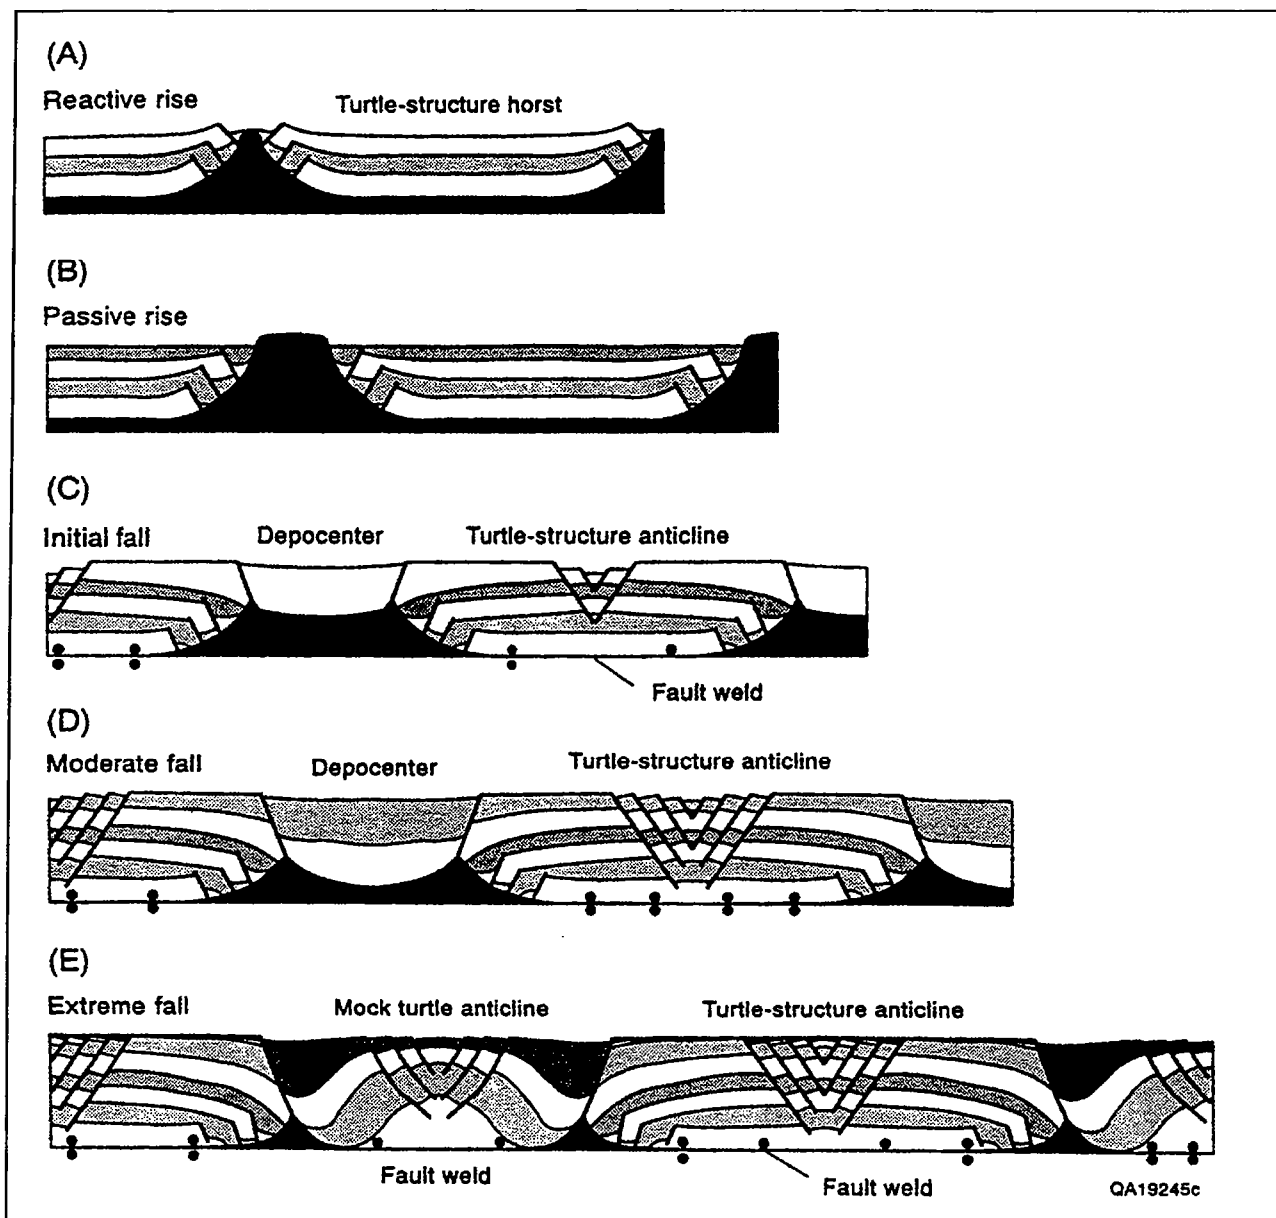 (A)
Reactive rise
Turtle-structure horst
(B)
Passive rise
(C)
Initial fall
Depocenter
Turtle-structure anticline
Fault weld
(D)
Moderate fall
Depocenter
Turtle-structure anticline
(E)
Extreme fall
Mock turtle anticline
Turtle-structure anticline
Fault weld
Fault weld
QA19245c